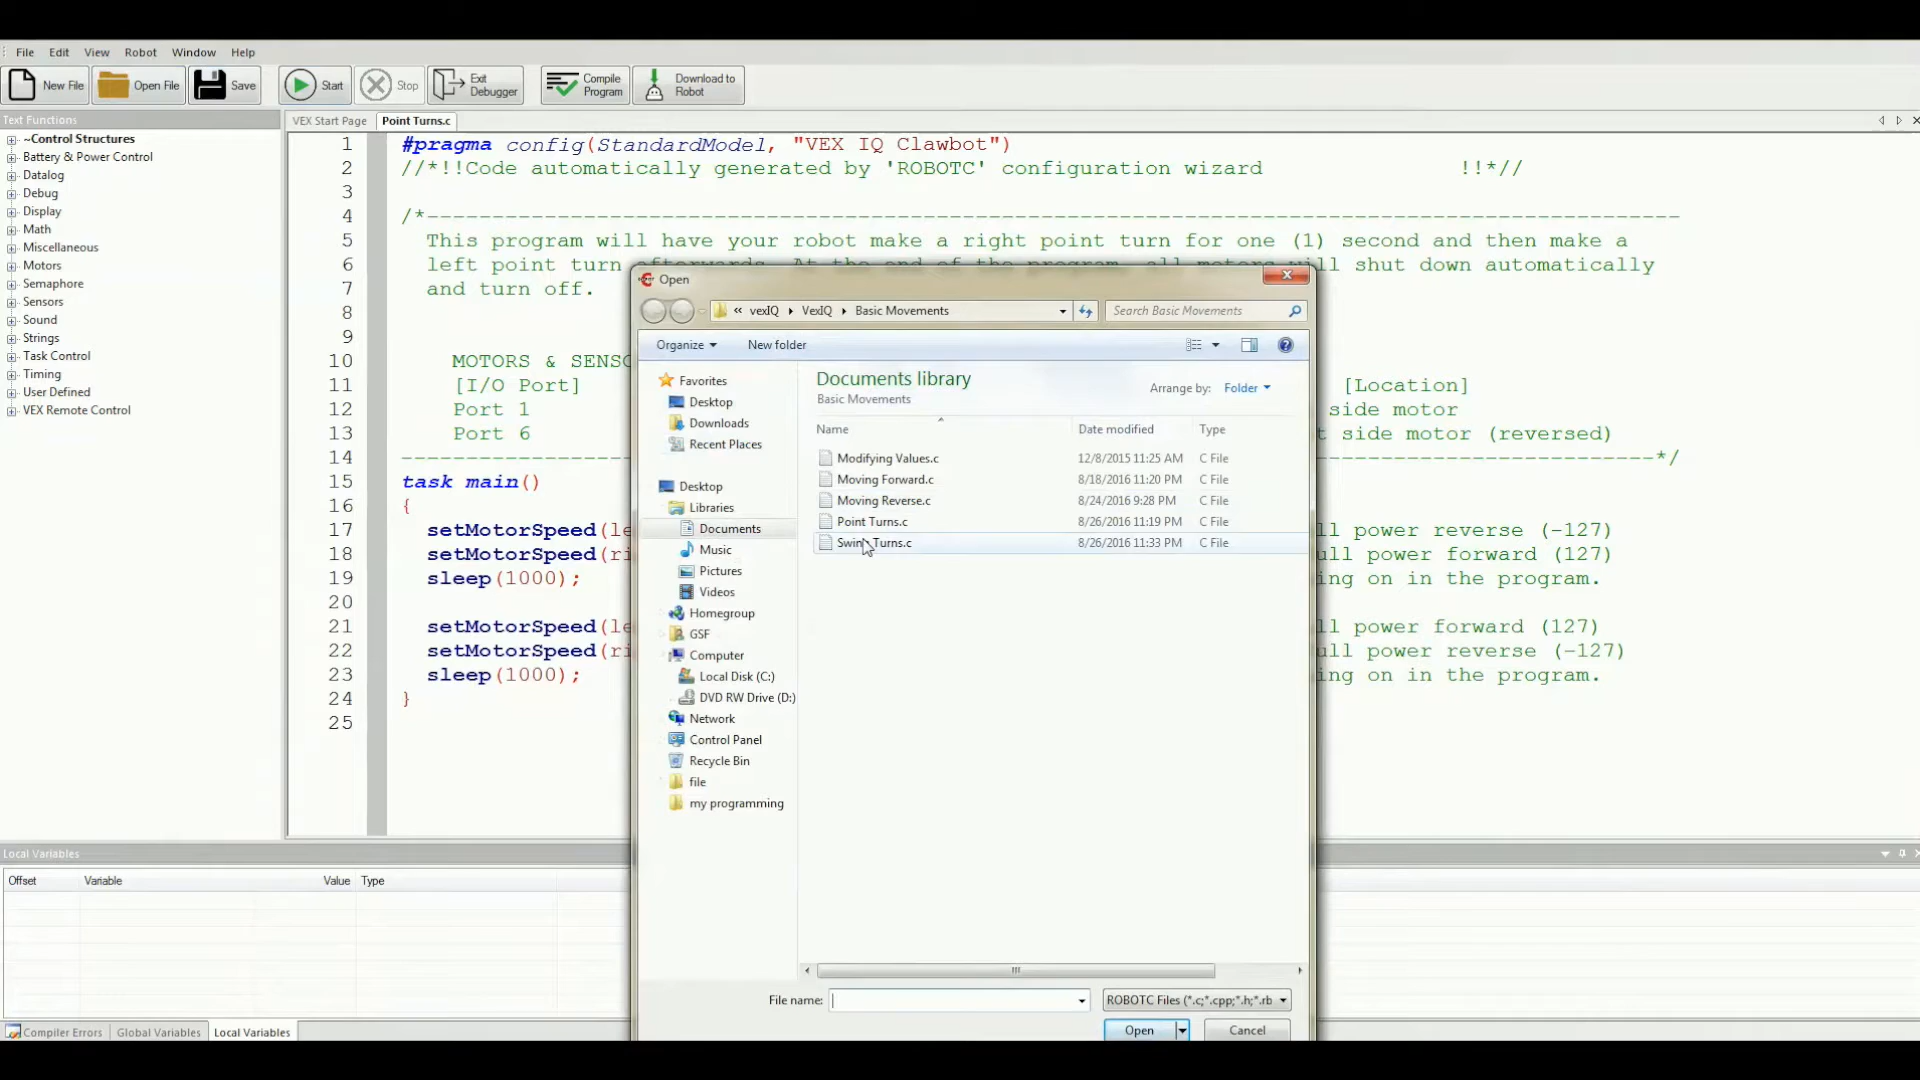 File Edit View Robot Window Help
New File Open File Save Start Stop Exit Debugger Compile Program Download to Robot
Text Functions
~Control Structures
Battery & Power Control
Datalog
Debug
Display
Math
Miscellaneous
Motors
Semaphore
Sensors
Sound
Strings
Task Control
Timing
User Defined
VEX Remote Control
VEX Start Page Point Turns.c
1 #pragma config(StandardModel, "VEX IQ Clawbot")
2 //*!!Code automatically generated by 'ROBOTC' configuration wizard !!*//
3
4 /*----------------------------------------------------------------------------------------------------
5 This program will have your robot make a right point turn for one (1) second and then make a
6 left point turn afterwards. At the end of the program, all motors will shut down automatically
7 and turn off.
8
9
10 MOTORS & SENSO
11 [I/O Port] [Location]
12 Port 1 side motor
13 Port 6 t side motor (reversed)
14 ----------------------------------------------------------------------------------------------------*/
15 task main()
16 {
17 setMotorSpeed(le ll power reverse (-127)
18 setMotorSpeed(ri ull power forward (127)
19 sleep(1000); ing on in the program.
20
21 setMotorSpeed(le ll power forward (127)
22 setMotorSpeed(ri ull power reverse (-127)
23 sleep(1000); ing on in the program.
24 }
25
Open
« vexIQ VexIQ Basic Movements
Search Basic Movements
Organize New folder
Favorites
Desktop
Downloads
Recent Places
Desktop
Libraries
Documents
Music
Pictures
Videos
Homegroup
GSF
Computer
Local Disk (C:)
DVD RW Drive (D:)
Network
Control Panel
Recycle Bin
file
my programming
Documents library
Basic Movements
Arrange by: Folder
Name Date modified Type
Modifying Values.c 12/8/2015 11:25 AM C File
Moving Forward.c 8/18/2016 11:20 PM C File
Moving Reverse.c 8/24/2016 9:28 PM C File
Point Turns.c 8/26/2016 11:19 PM C File
Swing Turns.c 8/26/2016 11:33 PM C File
File name: ROBOTC Files (*.c;*.cpp;*.h;*.rb
Open Cancel
Local Variables
Offset Variable Value Type
Compiler Errors Global Variables Local Variables